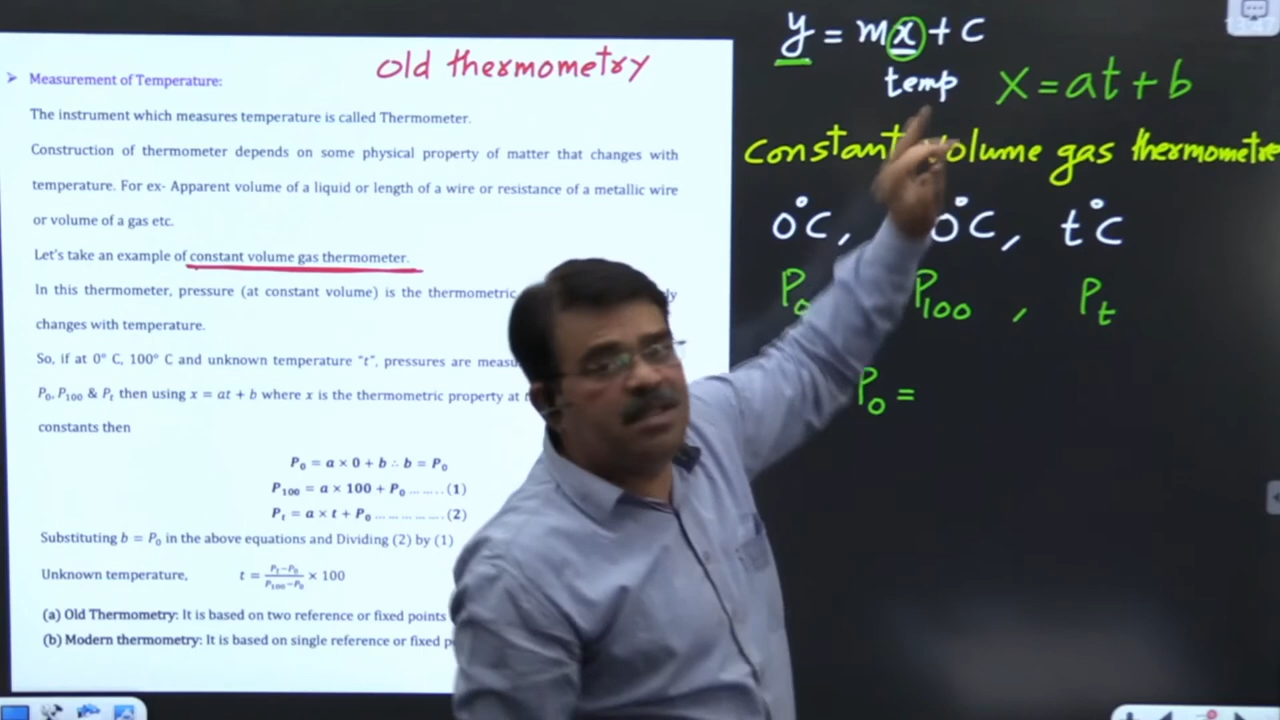 old thermometry
Measurement of Temperature:
The instrument which measures temperature is called Thermometer.
Construction of thermometer depends on some physical property of matter that changes with
temperature. For ex- Apparent volume of a liquid or length of a wire or resistance of a metallic wire
or volume of a gas etc.
Let's take an example of constant volume gas thermometer.
In this thermometer, pressure (at constant volume) is the thermometric
changes with temperature.
So, if at 0° C, 100° C and unknown temperature "t", pressures are
P₀, P₁₀₀ & Pₜ then using x = at + b where x is the thermometric property at
constants then
P₀ = a × 0 + b ∴ b = P₀
P₁₀₀ = a × 100 + P₀ ........ (1)
Pₜ = a × t + P₀ ................ (2)
Substituting b = P₀ in the above equations and Dividing (2) by (1)
Unknown temperature, t = (Pₜ−P₀)/(P₁₀₀−P₀) × 100
(a) Old Thermometry: It is based on two reference or fixed points
(b) Modern thermometry: It is based on single reference or fixed
y = mx + c
temp X = at + b
constant volume gas thermometre
0°C, 0°C, t°C
P₀ P₁₀₀ , Pₜ
P₀ =